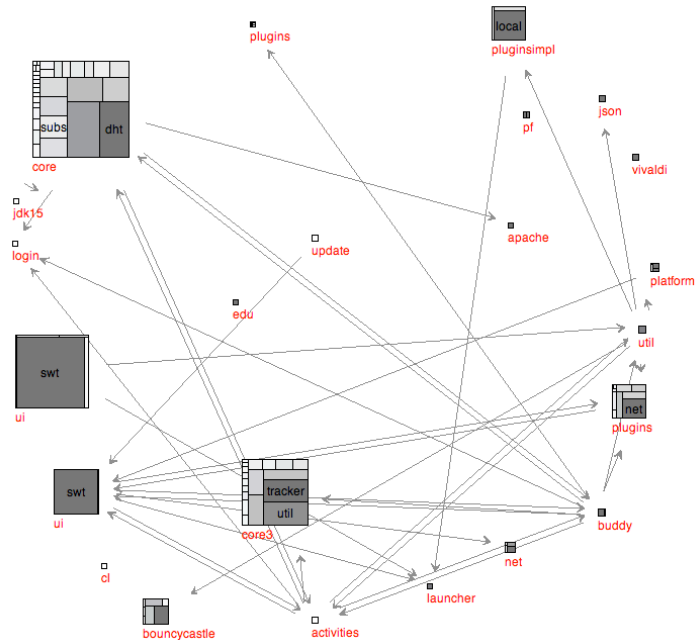 plugins
local
pluginsimpl
json
pf
subs
dht
core
vivaldi
jdk15
apache
update
login
platform
edu
util
swt
ui
net
plugins
swt
tracker
util
ui
core3
buddy
net
cl
launcher
bouncycastle
activities